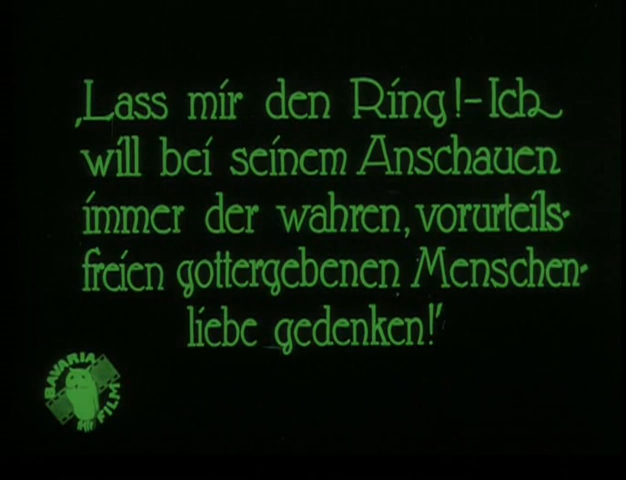 ‚Lass mir den Ring!–Ich
will bei seinem Anschauen
immer der wahren, vorurteils-
freien gottergebenen Menschen-
liebe gedenken!'
BAVARIA
FILM